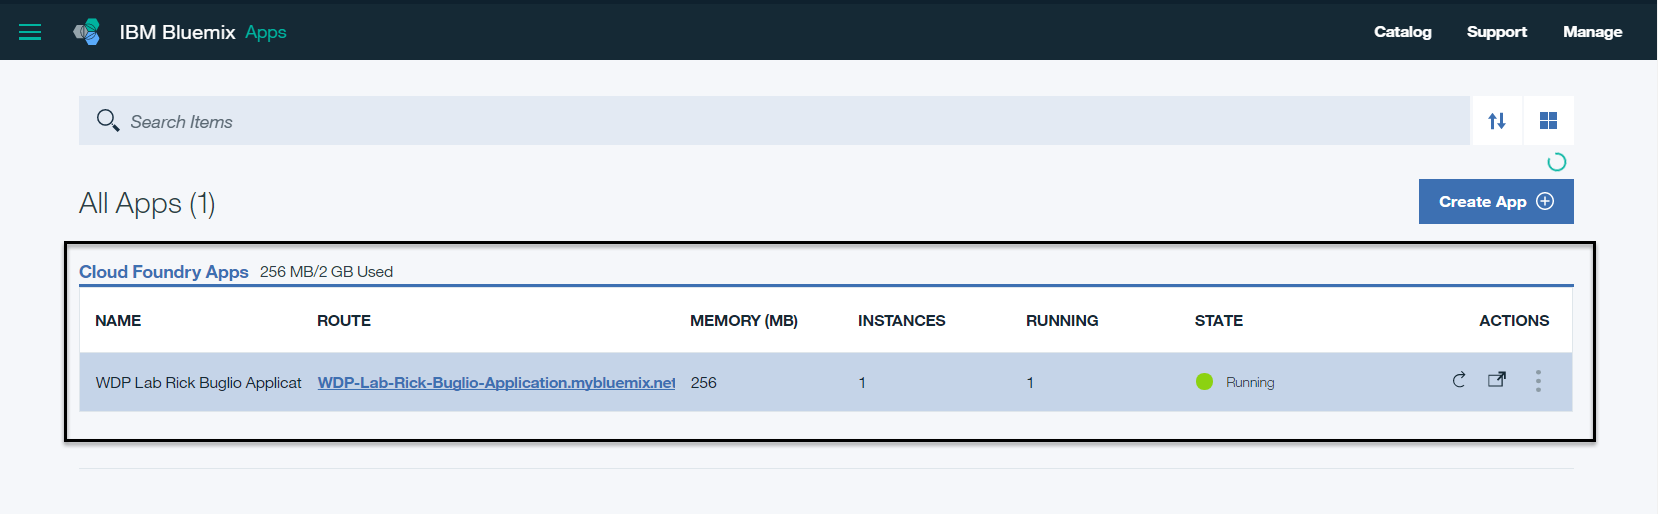 IBM Bluemix Apps Catalog Support Manage
Search Items
All Apps (1)
Create App
Cloud Foundry Apps 256 MB/2 GB Used
NAME ROUTE MEMORY (MB) INSTANCES RUNNING STATE ACTIONS
WDP Lab Rick Buglio Applicat WDP-Lab-Rick-Buglio-Application.mybluemix.net 256 1 1 Running